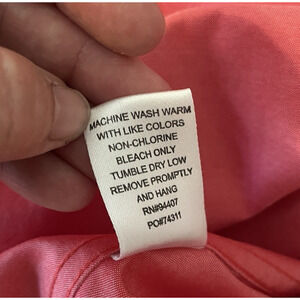 MACHINE WASH WARM
WITH LIKE COLORS
NON-CHLORINE
BLEACH ONLY
TUMBLE DRY LOW
REMOVE PROMPTLY
AND HANG
RN#94407
PO#74311